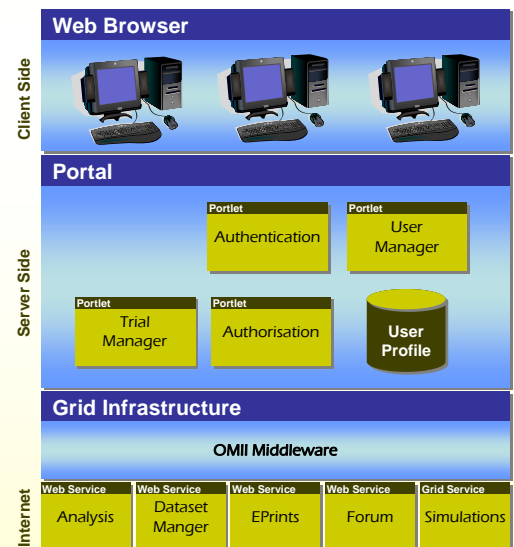 Web Browser
Client Side
Portal
Server Side
Portlet
Authentication
Portlet
User
Manager
Portlet
Trial
Manager
Portlet
Authorisation
User
Profile
Grid Infrastructure
OMII Middleware
Internet
Web Service
Analysis
Web Service
Dataset
Manger
Web Service
EPrints
Web Service
Forum
Grid Service
Simulations